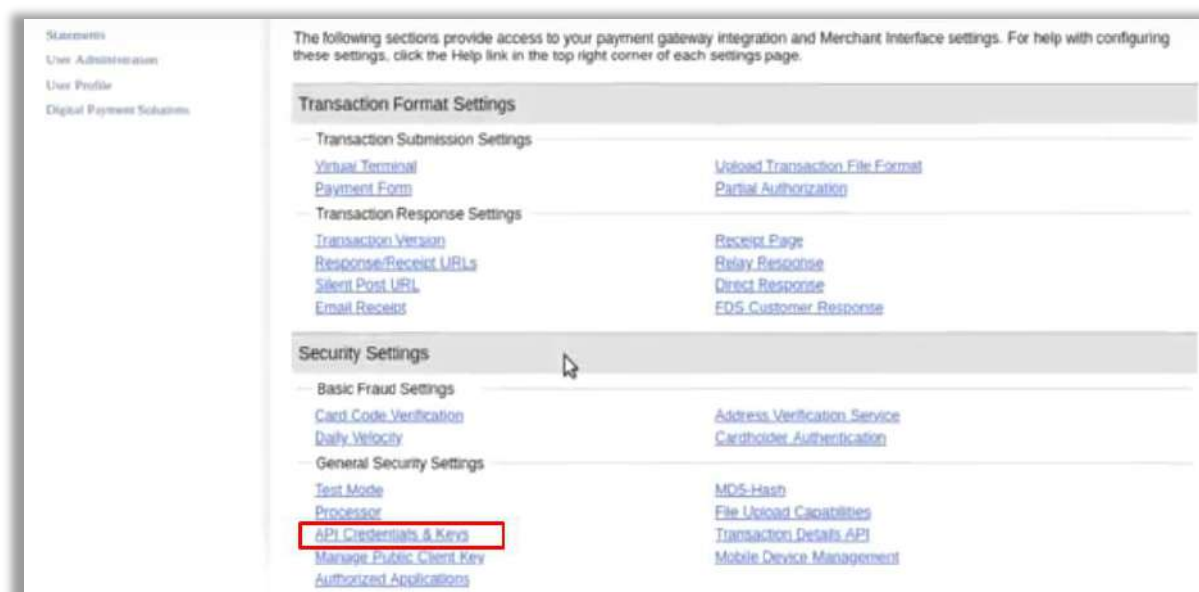 Statements
User Administration
User Profile
Digital Payment Solutions
The following sections provide access to your payment gateway integration and Merchant Interface settings. For help with configuring
these settings, click the Help link in the top right corner of each settings page.
Transaction Format Settings
Transaction Submission Settings
Virtual Terminal
Upload Transaction File Format
Payment Form
Partial Authorization
Transaction Response Settings
Transaction Version
Receipt Page
Response/Receipt URLs
Relay Response
Silent Post URL
Direct Response
Email Receipt
FDS Customer Response
Security Settings
Basic Fraud Settings
Card Code Verification
Address Verification Service
Daily Velocity
Cardholder Authentication
General Security Settings
Test Mode
MD5-Hash
Processor
File Upload Capabilities
API Credentials & Keys
Transaction Details API
Manage Public Client Key
Mobile Device Management
Authorized Applications